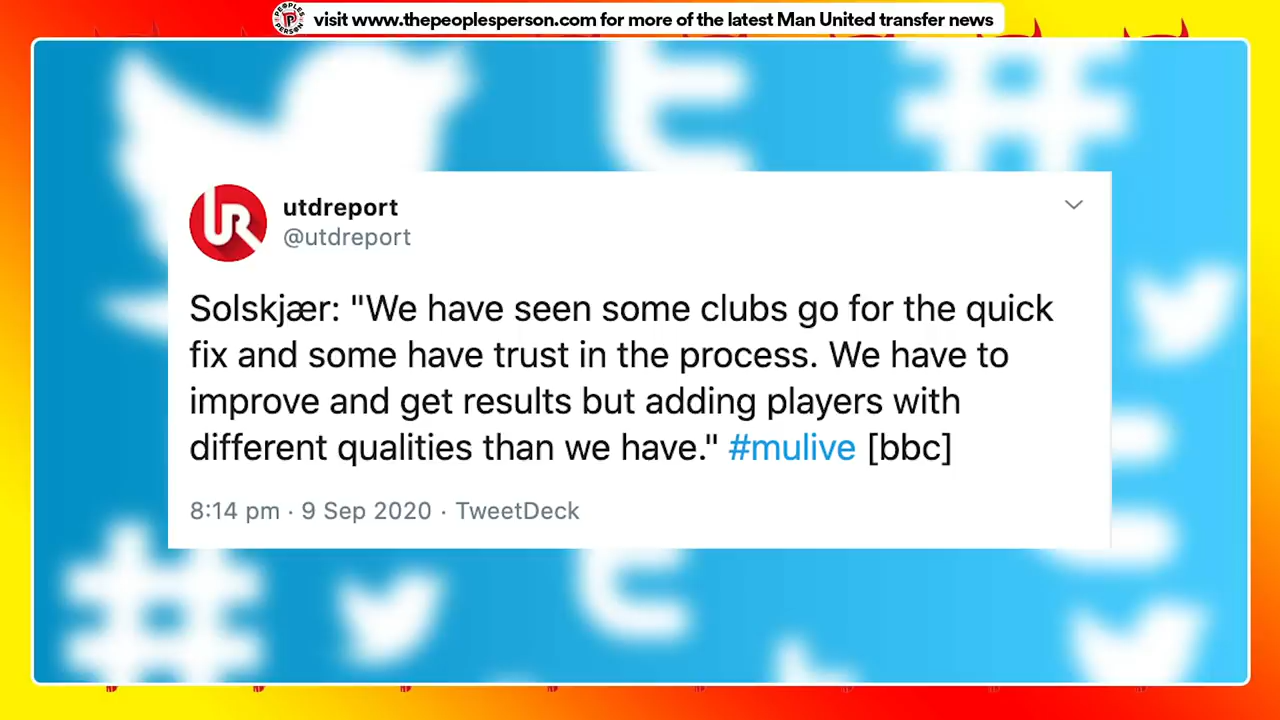 PEOPLES PERSON
visit www.thepeoplesperson.com for more of the latest Man United transfer news
utdreport
@utdreport
Solskjær: "We have seen some clubs go for the quick
fix and some have trust in the process. We have to
improve and get results but adding players with
different qualities than we have." #mulive [bbc]
8:14 pm · 9 Sep 2020 · TweetDeck